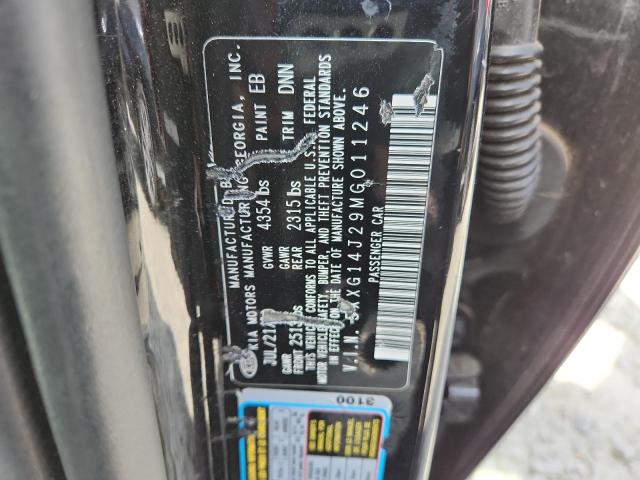 MANUFACTURED BY
KIA MOTORS MANUFACTURING GEORGIA, INC.
JUL/21/ GVWR 4354 lbs PAINT EB
GAWR GAWR TRIM DNN
FRONT 2513 lbs REAR 2315 lbs
THIS VEHICLE CONFORMS TO ALL APPLICABLE U.S. FEDERAL
MOTOR VEHICLE SAFETY, BUMPER, AND THEFT PREVENTION STANDARDS
IN EFFECT ON THE DATE OF MANUFACTURE SHOWN ABOVE.
V.I.N. 5XXG14J29MG011246
PASSENGER CAR
3100